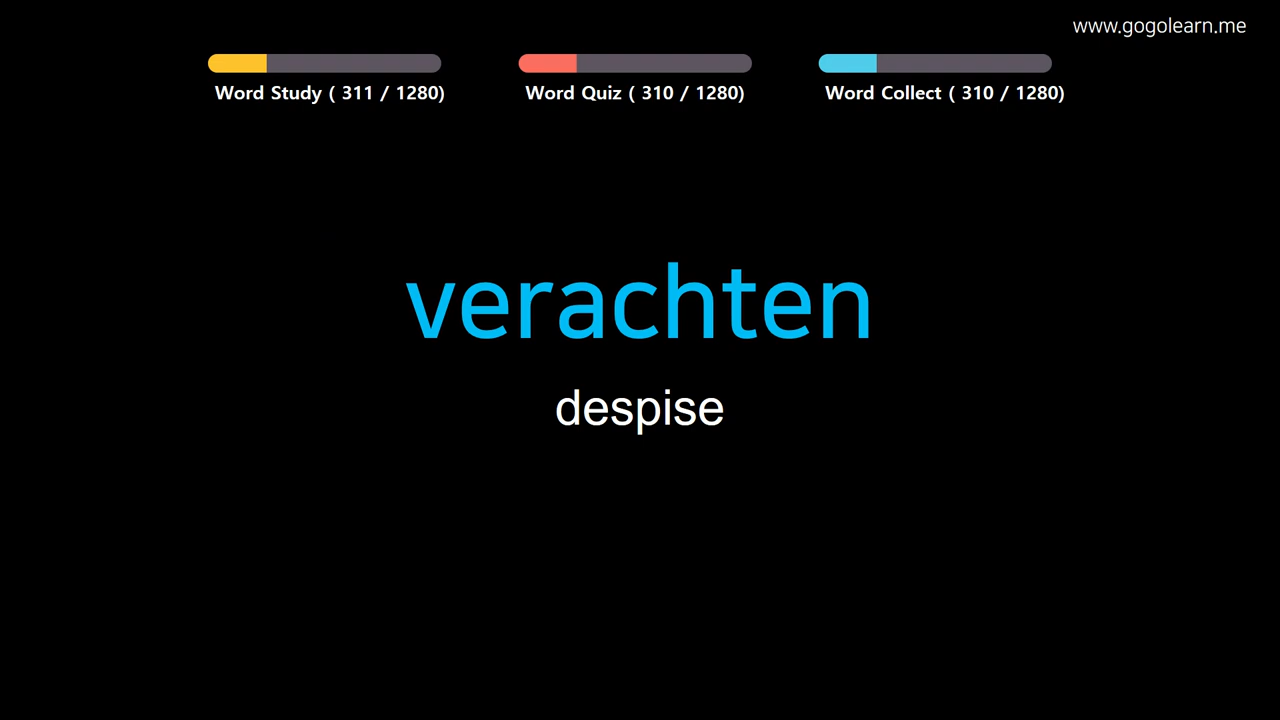 www.gogolearn.me
Word Study ( 311 / 1280)
Word Quiz ( 310 / 1280)
Word Collect ( 310 / 1280)
verachten
despise